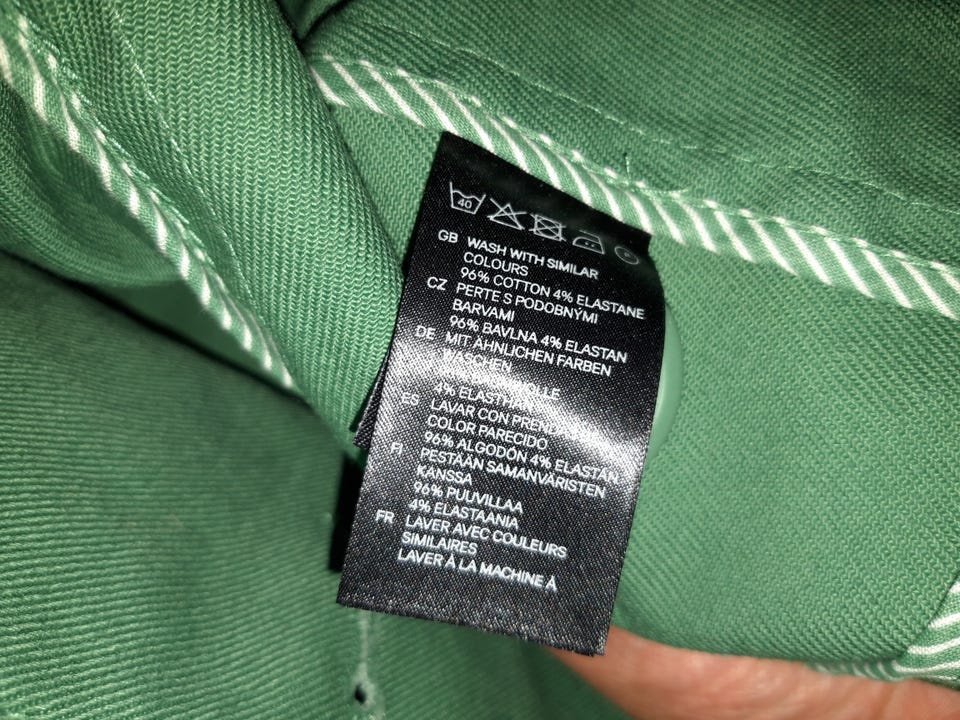 40
GB WASH WITH SIMILAR
COLOURS
96% COTTON 4% ELASTANE
CZ PERTE S PODOBNÝMI
BARVAMI
96% BAVLNA 4% ELASTAN
DE MIT ÄHNLICHEN FARBEN
WASCHEN
4% ELASTHAN
ES LAVAR CON PRENDAS
COLOR PARECIDO
96% ALGODÓN 4% ELASTÁN
FI PESTÄÄN SAMANVÄRISTEN
KANSSA
96% PUUVILLAA
4% ELASTAANIA
FR LAVER AVEC COULEURS
SIMILAIRES
LAVER À LA MACHINE À